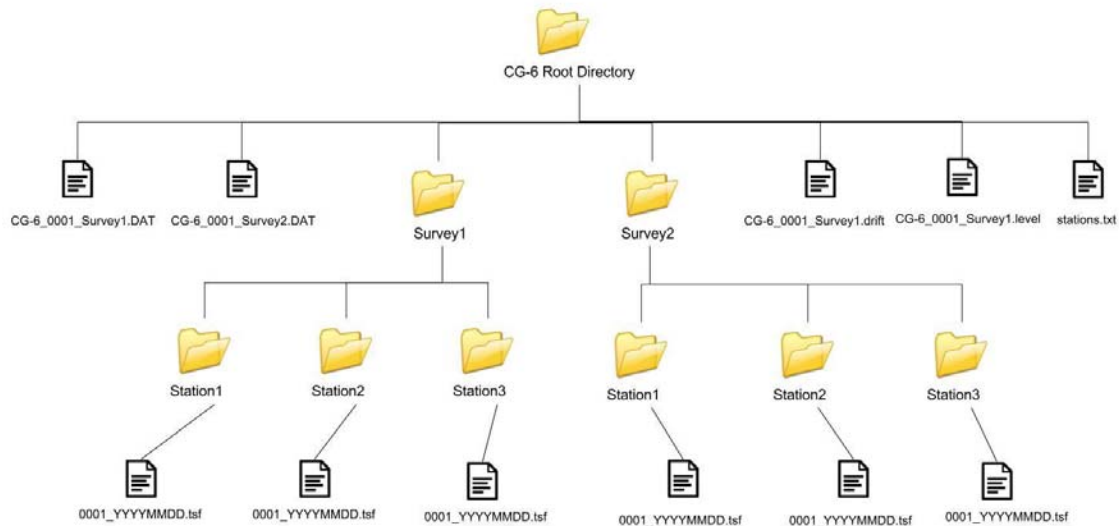 CG-6 Root Directory
CG-6_0001_Survey1.DAT
CG-6_0001_Survey2.DAT
Survey1
Survey2
CG-6_0001_Survey1.drift
CG-6_0001_Survey1.level
stations.txt
Station1
Station2
Station3
Station1
Station2
Station3
0001_YYYYMMDD.tsf
0001_YYYYMMDD.tsf
0001_YYYYMMDD.tsf
0001_YYYYMMDD.tsf
0001_YYYYMMDD.tsf
0001_YYYYMMDD.tsf